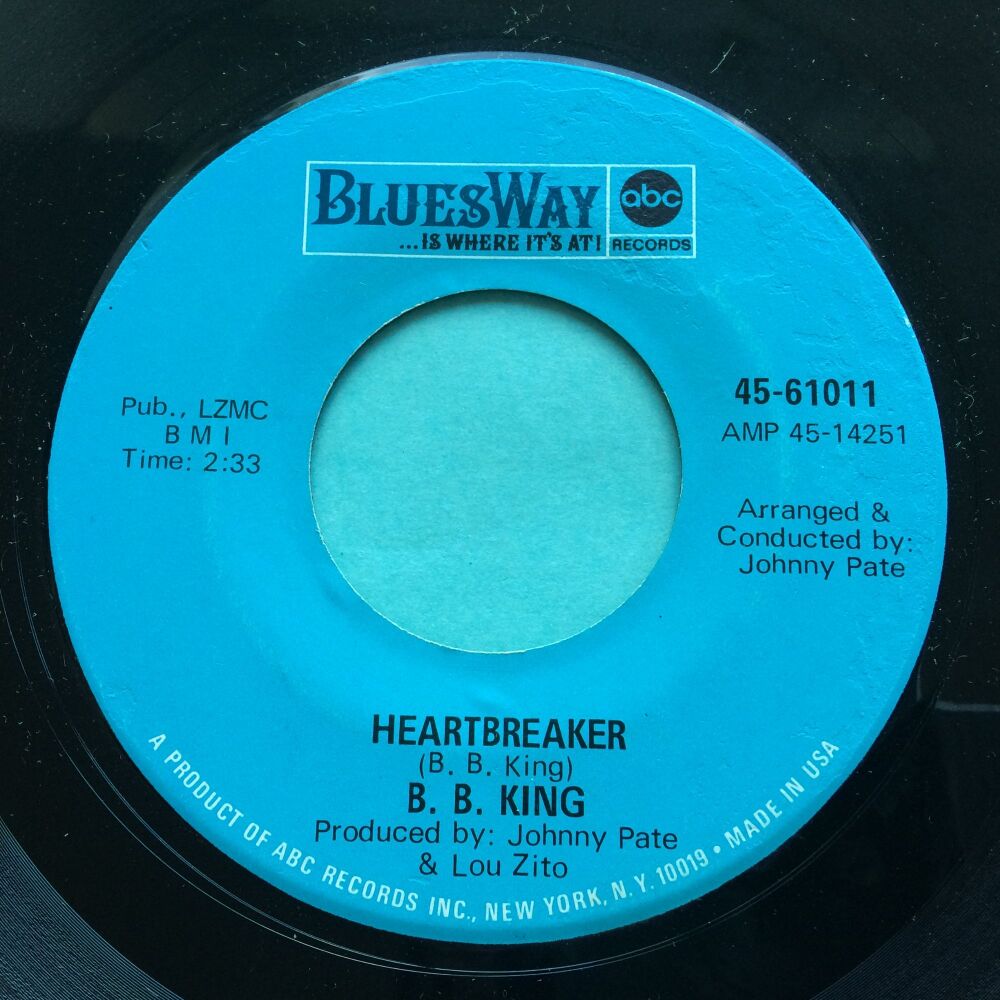 BLUESWAY
...IS WHERE IT'S AT!
abc
RECORDS
Pub., LZMC
B M I
Time: 2:33
45-61011
AMP 45-14251
Arranged &
Conducted by:
Johnny Pate
HEARTBREAKER
(B. B. King)
B. B. KING
Produced by: Johnny Pate
& Lou Zito
A PRODUCT OF ABC RECORDS INC., NEW YORK, N.Y. 10019 • MADE IN USA